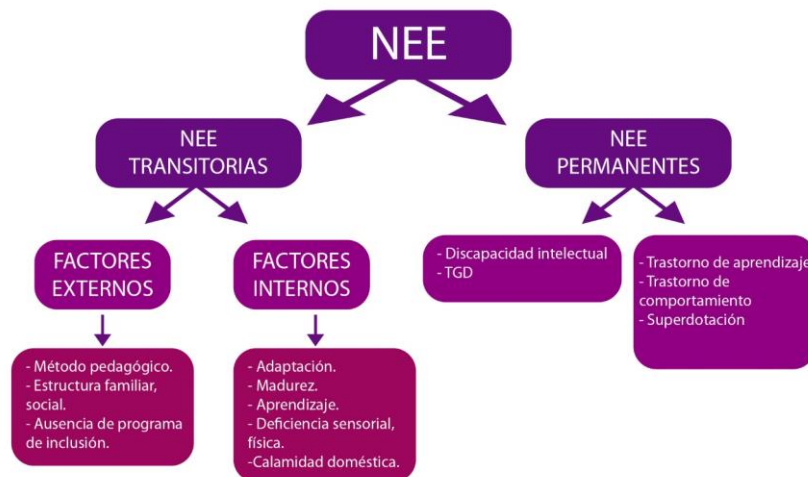 NEE
NEE
TRANSITORIAS
NEE
PERMANENTES
FACTORES
EXTERNOS
FACTORES
INTERNOS
- Discapacidad intelectual
- TGD
- Trastorno de aprendizaje
- Trastorno de
comportamiento
- Superdotación
- Método pedagógico.
- Estructura familiar,
social.
- Ausencia de programa
de inclusión.
- Adaptación.
- Madurez.
- Aprendizaje.
- Deficiencia sensorial,
física.
-Calamidad doméstica.